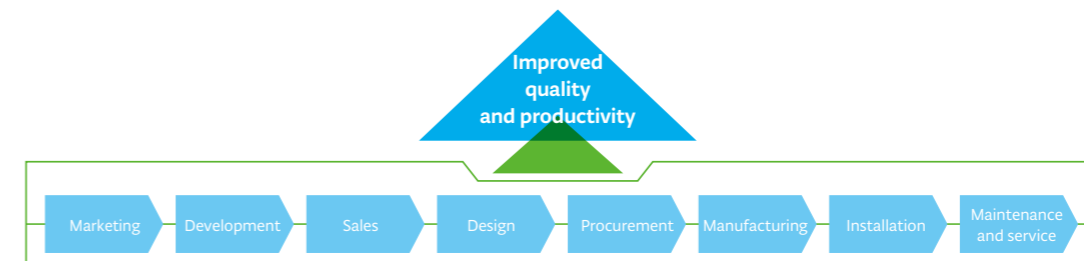 Improved
quality
and productivity
Marketing
Development
Sales
Design
Procurement
Manufacturing
Installation
Maintenance
and service